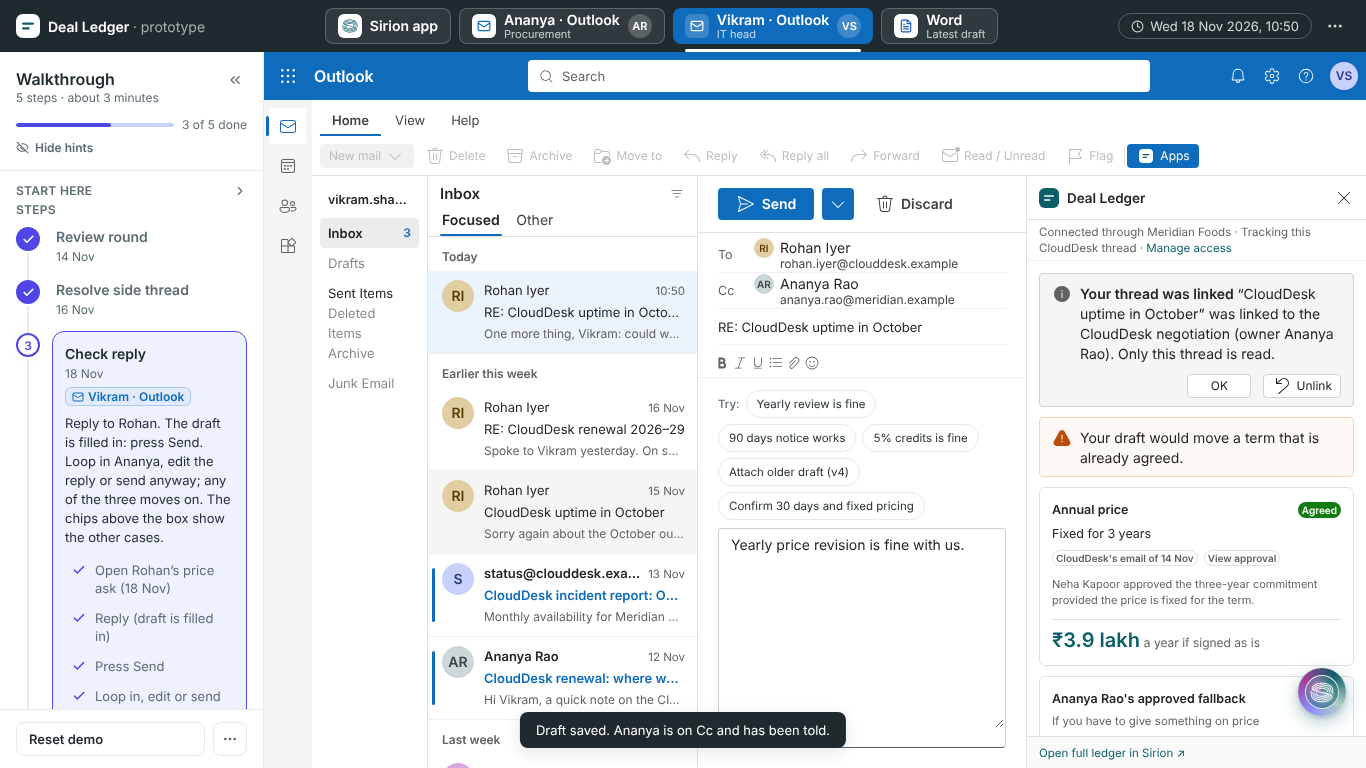 Deal Ledger · prototype
Sirion app
Ananya · Outlook
Procurement
AR
Vikram · Outlook
IT head
VS
Word
Latest draft
Wed 18 Nov 2026, 10:50
Walkthrough
5 steps · about 3 minutes
3 of 5 done
Hide hints
START HERE
STEPS
Review round
14 Nov
Resolve side thread
16 Nov
3
Check reply
18 Nov
Vikram · Outlook
Reply to Rohan. The draft
is filled in: press Send.
Loop in Ananya, edit the
reply or send anyway; any
of the three moves on. The
chips above the box show
the other cases.
Open Rohan's price
ask (18 Nov)
Reply (draft is filled
in)
Press Send
Loop in, edit or send
Reset demo
Outlook
Search
VS
Home
View
Help
New mail
Delete
Archive
Move to
Reply
Reply all
Forward
Read / Unread
Flag
Apps
vikram.sha...
Inbox 3
Drafts
Sent Items
Deleted
Items
Archive
Junk Email
Inbox
Focused
Other
Today
RI
Rohan Iyer 10:50
RE: CloudDesk uptime in Octo...
One more thing, Vikram: could w...
Earlier this week
RI
Rohan Iyer 16 Nov
RE: CloudDesk renewal 2026–29
Spoke to Vikram yesterday. On s...
RI
Rohan Iyer 15 Nov
CloudDesk uptime in October
Sorry again about the October ou...
S
status@clouddesk.exa... 13 Nov
CloudDesk incident report: O...
Monthly availability for Meridian ...
AR
Ananya Rao 12 Nov
CloudDesk renewal: where w...
Hi Vikram, a quick note on the Cl...
Last week
Send
Discard
To
RI
Rohan Iyer
rohan.iyer@clouddesk.example
Cc
AR
Ananya Rao
ananya.rao@meridian.example
RE: CloudDesk uptime in October
B I U
Try:
Yearly review is fine
90 days notice works
5% credits is fine
Attach older draft (v4)
Confirm 30 days and fixed pricing
Yearly price revision is fine with us.
Draft saved. Ananya is on Cc and has been told.
Deal Ledger
Connected through Meridian Foods · Tracking this
CloudDesk thread · Manage access
Your thread was linked “CloudDesk
uptime in October” was linked to the
CloudDesk negotiation (owner Ananya
Rao). Only this thread is read.
OK
Unlink
Your draft would move a term that is
already agreed.
Annual price
Agreed
Fixed for 3 years
CloudDesk's email of 14 Nov
View approval
Neha Kapoor approved the three-year commitment
provided the price is fixed for the term.
₹3.9 lakh a year if signed as is
Ananya Rao's approved fallback
If you have to give something on price
Open full ledger in Sirion ↗